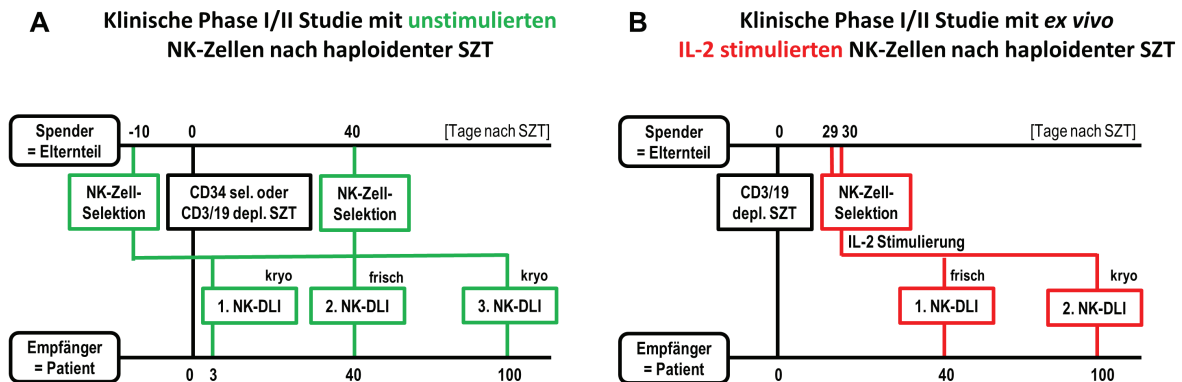 A
Klinische Phase I/II Studie mit unstimulierten
NK-Zellen nach haploidenter SZT
Spender
= Elternteil
-10
0
40
[Tage nach SZT]
NK-Zell-
Selektion
CD34 sel. oder
CD3/19 depl. SZT
NK-Zell-
Selektion
kryo
frisch
kryo
1. NK-DLI
2. NK-DLI
3. NK-DLI
Empfänger
= Patient
0
3
40
100
B
Klinische Phase I/II Studie mit ex vivo
IL-2 stimulierten NK-Zellen nach haploidenter SZT
Spender
= Elternteil
0
29
30
[Tage nach SZT]
CD3/19
depl. SZT
NK-Zell-
Selektion
IL-2 Stimulierung
frisch
kryo
1. NK-DLI
2. NK-DLI
Empfänger
= Patient
0
40
100